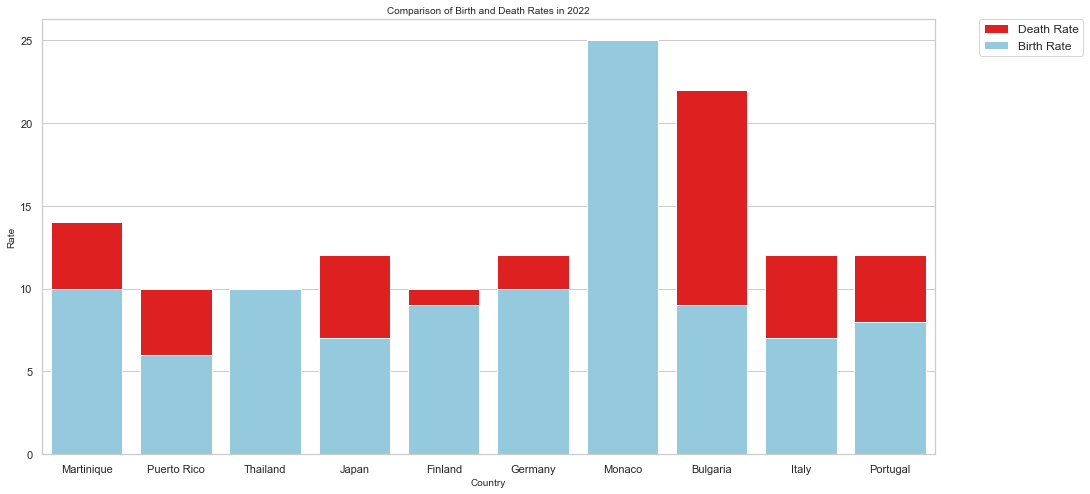 Comparison of Birth and Death Rates in 2022
Death Rate
Birth Rate
25
20
15
10
5
0
Rate
Martinique Puerto Rico Thailand Japan Finland Germany Monaco Bulgaria Italy Portugal
Country